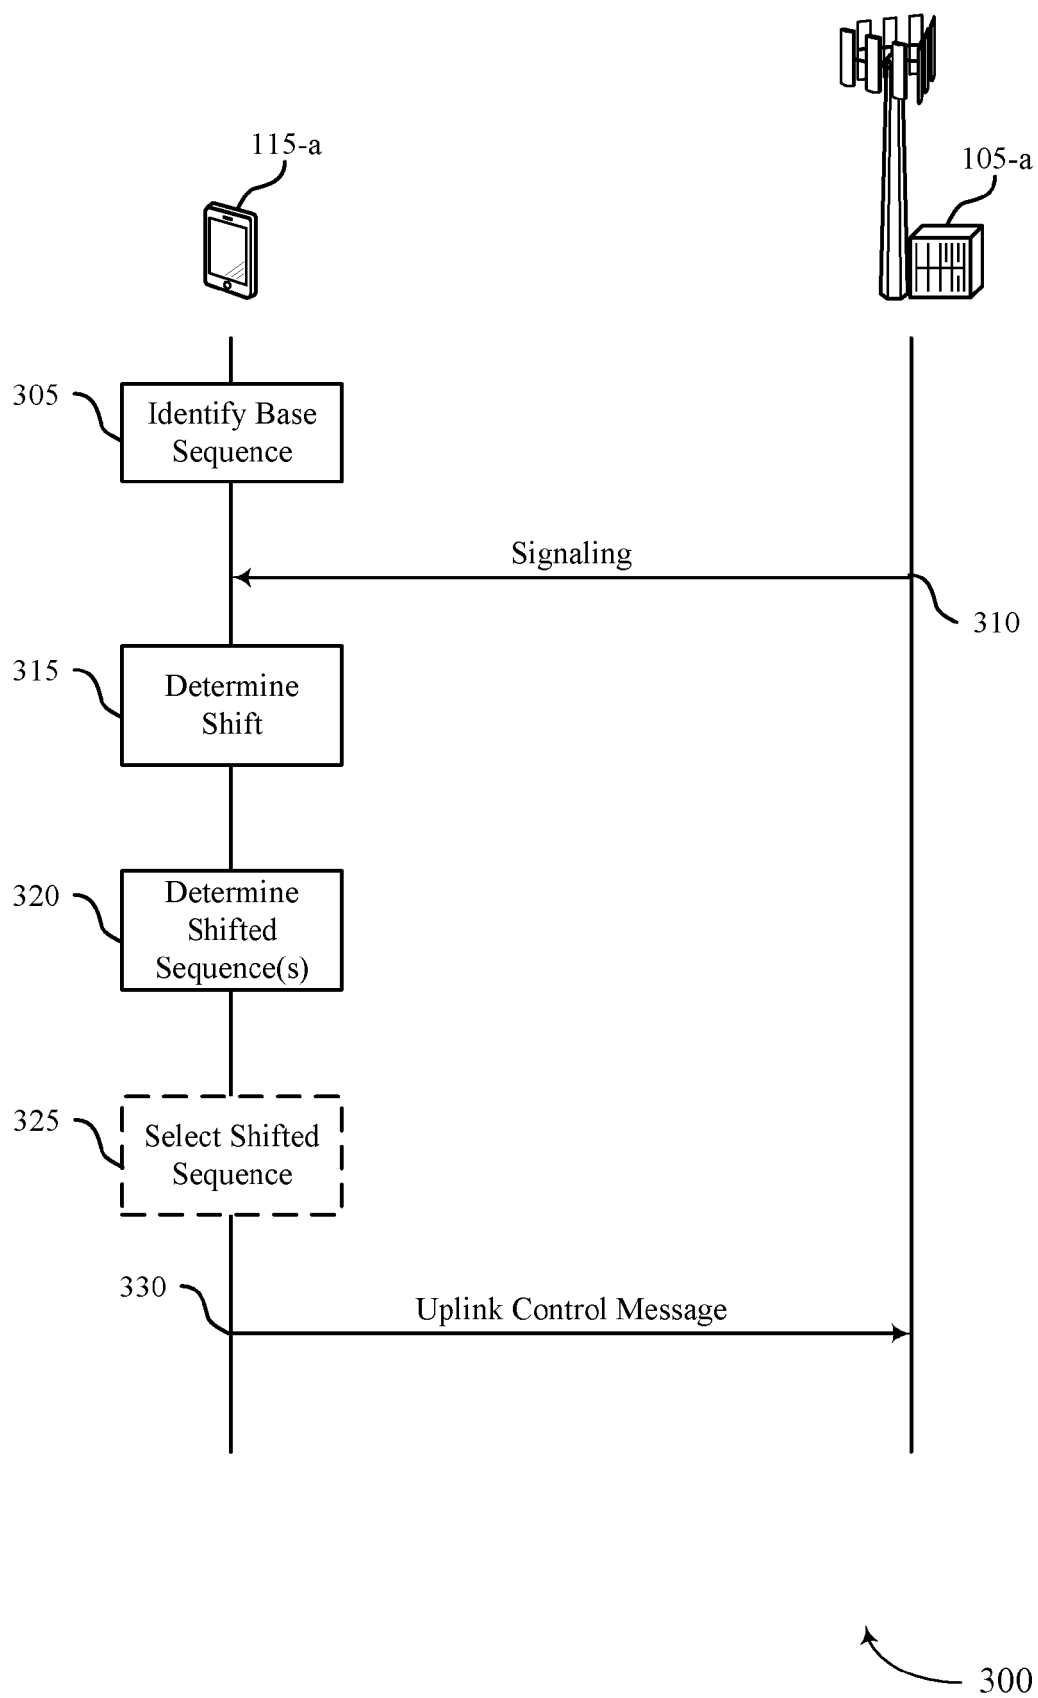 115-a
105-a
305
Identify Base
Sequence
Signaling
310
315
Determine
Shift
320
Determine
Shifted
Sequence(s)
325
Select Shifted
Sequence
330
Uplink Control Message
300